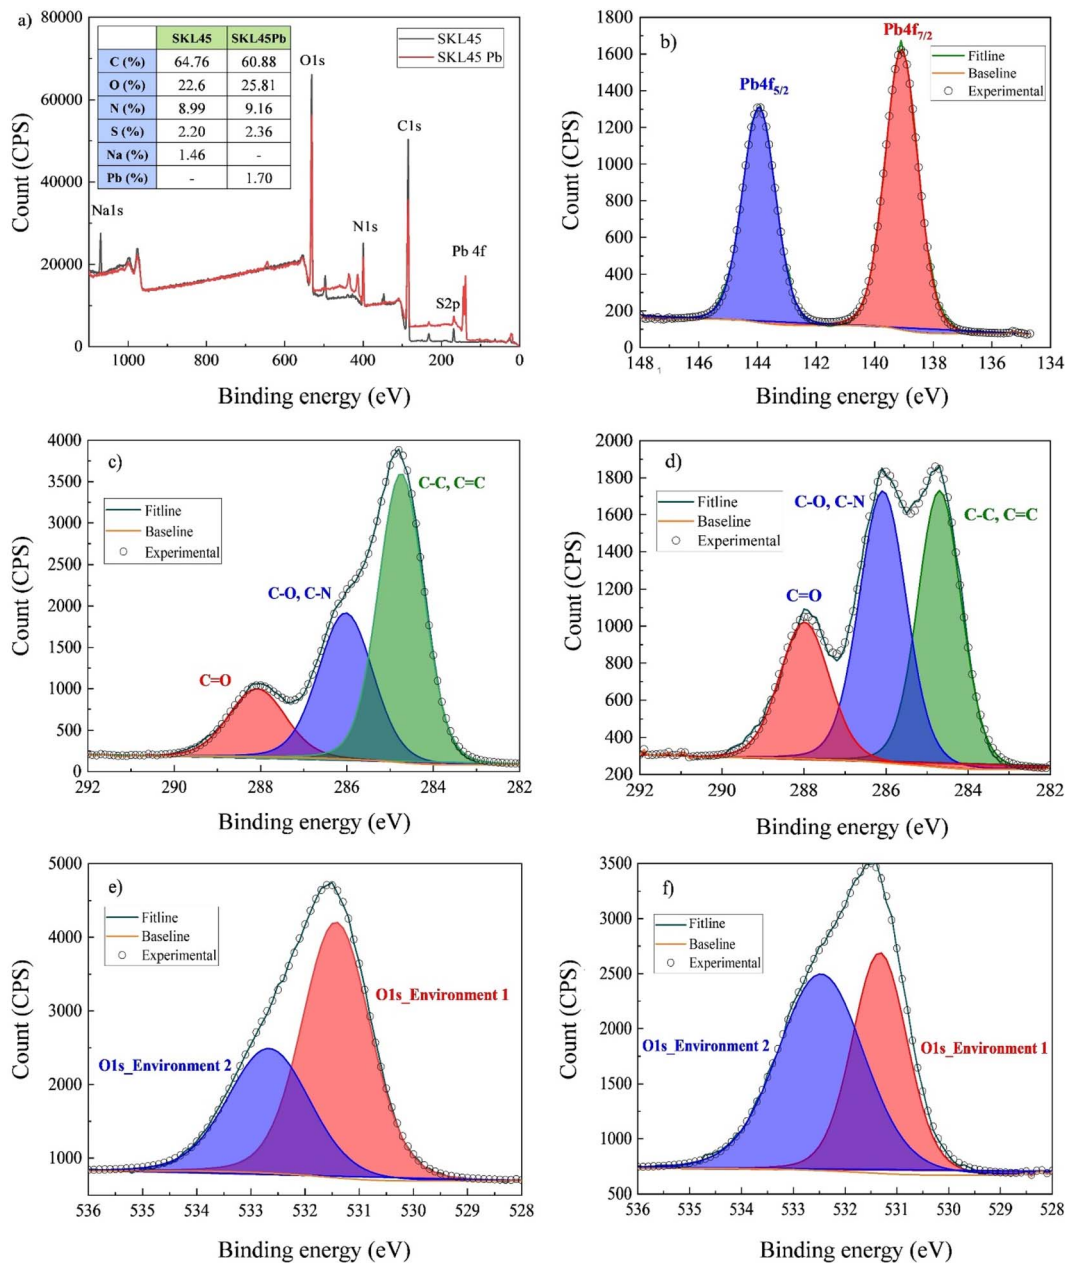 a)
SKL45 SKL45Pb
C (%) 64.76 60.88
O (%) 22.6 25.81
N (%) 8.99 9.16
S (%) 2.20 2.36
Na (%) 1.46 -
Pb (%) - 1.70
SKL45
SKL45 Pb
O1s
C1s
Na1s
N1s
Pb 4f
S2p
80000
60000
40000
20000
0
Count (CPS)
1000 800 600 400 200 0
Binding energy (eV)
b)
Pb4f7/2
Pb4f5/2
Fitline
Baseline
Experimental
1800
1600
1400
1200
1000
800
600
400
200
0
Count (CPS)
148 144 142 140 138 136 134
Binding energy (eV)
c)
Fitline
Baseline
Experimental
C-C, C=C
C-O, C-N
C=O
4000
3500
3000
2500
2000
1500
1000
500
0
Count (CPS)
292 290 288 286 284 282
Binding energy (eV)
d)
Fitline
Baseline
Experimental
C-O, C-N
C-C, C=C
C=O
2000
1800
1600
1400
1200
1000
800
600
400
200
Count (CPS)
292 290 288 286 284 282
Binding energy (eV)
e)
Fitline
Baseline
Experimental
O1s_Environment 1
O1s_Environment 2
5000
4000
3000
2000
1000
Count (CPS)
536 535 534 533 532 531 530 529 528
Binding energy (eV)
f)
Fitline
Baseline
Experimental
O1s_Environment 2
O1s_Environment 1
3500
3000
2500
2000
1500
1000
500
Count (CPS)
536 535 534 533 532 531 530 529 528
Binding energy (eV)